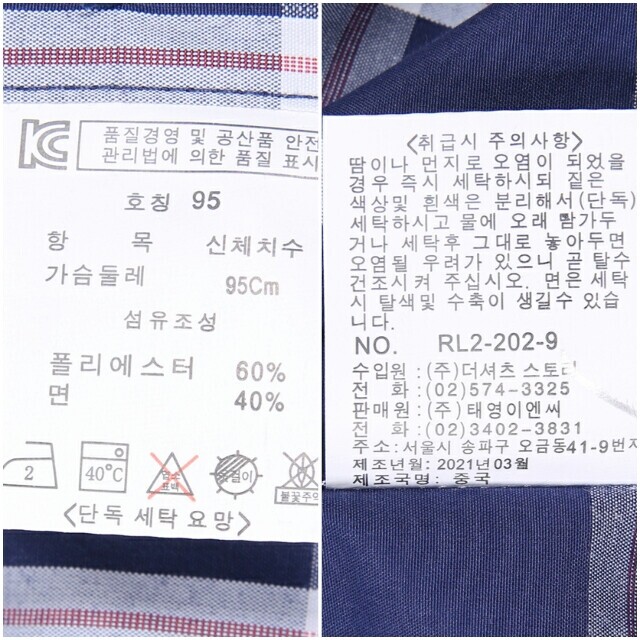 KC
품질경영 및 공산품 안전
관리법에 의한 품질 표시
호칭 95
항 목 신체치수
가슴둘레 95Cm
섬유조성
폴리에스터 60%
면 40%
2
40℃
염소
표백
옷걸이
불꽃주의
<단독 세탁 요망>
<취급시 주의사항>
땀이나 먼지로 오염이 되었을
경우 즉시 세탁하시되 짙은
색상및 흰색은 분리해서(단독)
세탁하시고 물에 오래 담가두
거나 세탁후 그대로 놓아두면
오염될 우려가 있으니 곧 탈수
건조시켜 주십시오. 면은 세탁
시 탈색및 수축이 생길수 있습
니다.
NO. RL2-202-9
수입원 : (주)더셔츠 스토리
전 화 : (02)574-3325
판매원 : (주) 태영이엔씨
전 화 : (02)3402-3831
주소: 서울시 송파구 오금동41-9번지
제조년월: 2021년03월
제조국명: 중국